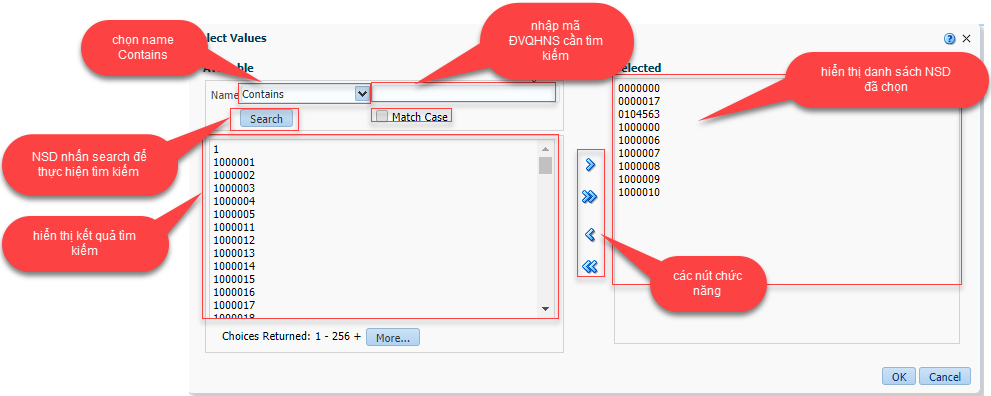 chọn name
Contains
nhập mã
ĐVQHNS cần tìm
kiếm
lect Values
Selected
hiển thị danh sách NSD
đã chọn
Name
Contains
Search
Match Case
NSD nhấn search để
thực hiện tìm kiếm
hiển thị kết quả tìm
kiếm
1
1000001
1000002
1000003
1000004
1000005
1000011
1000012
1000013
1000014
1000015
1000016
1000017
1000018
0000000
0000017
0104563
1000000
1000006
1000007
1000008
1000009
1000010
các nút chức
năng
Choices Returned: 1 - 256 +
More...
OK
Cancel